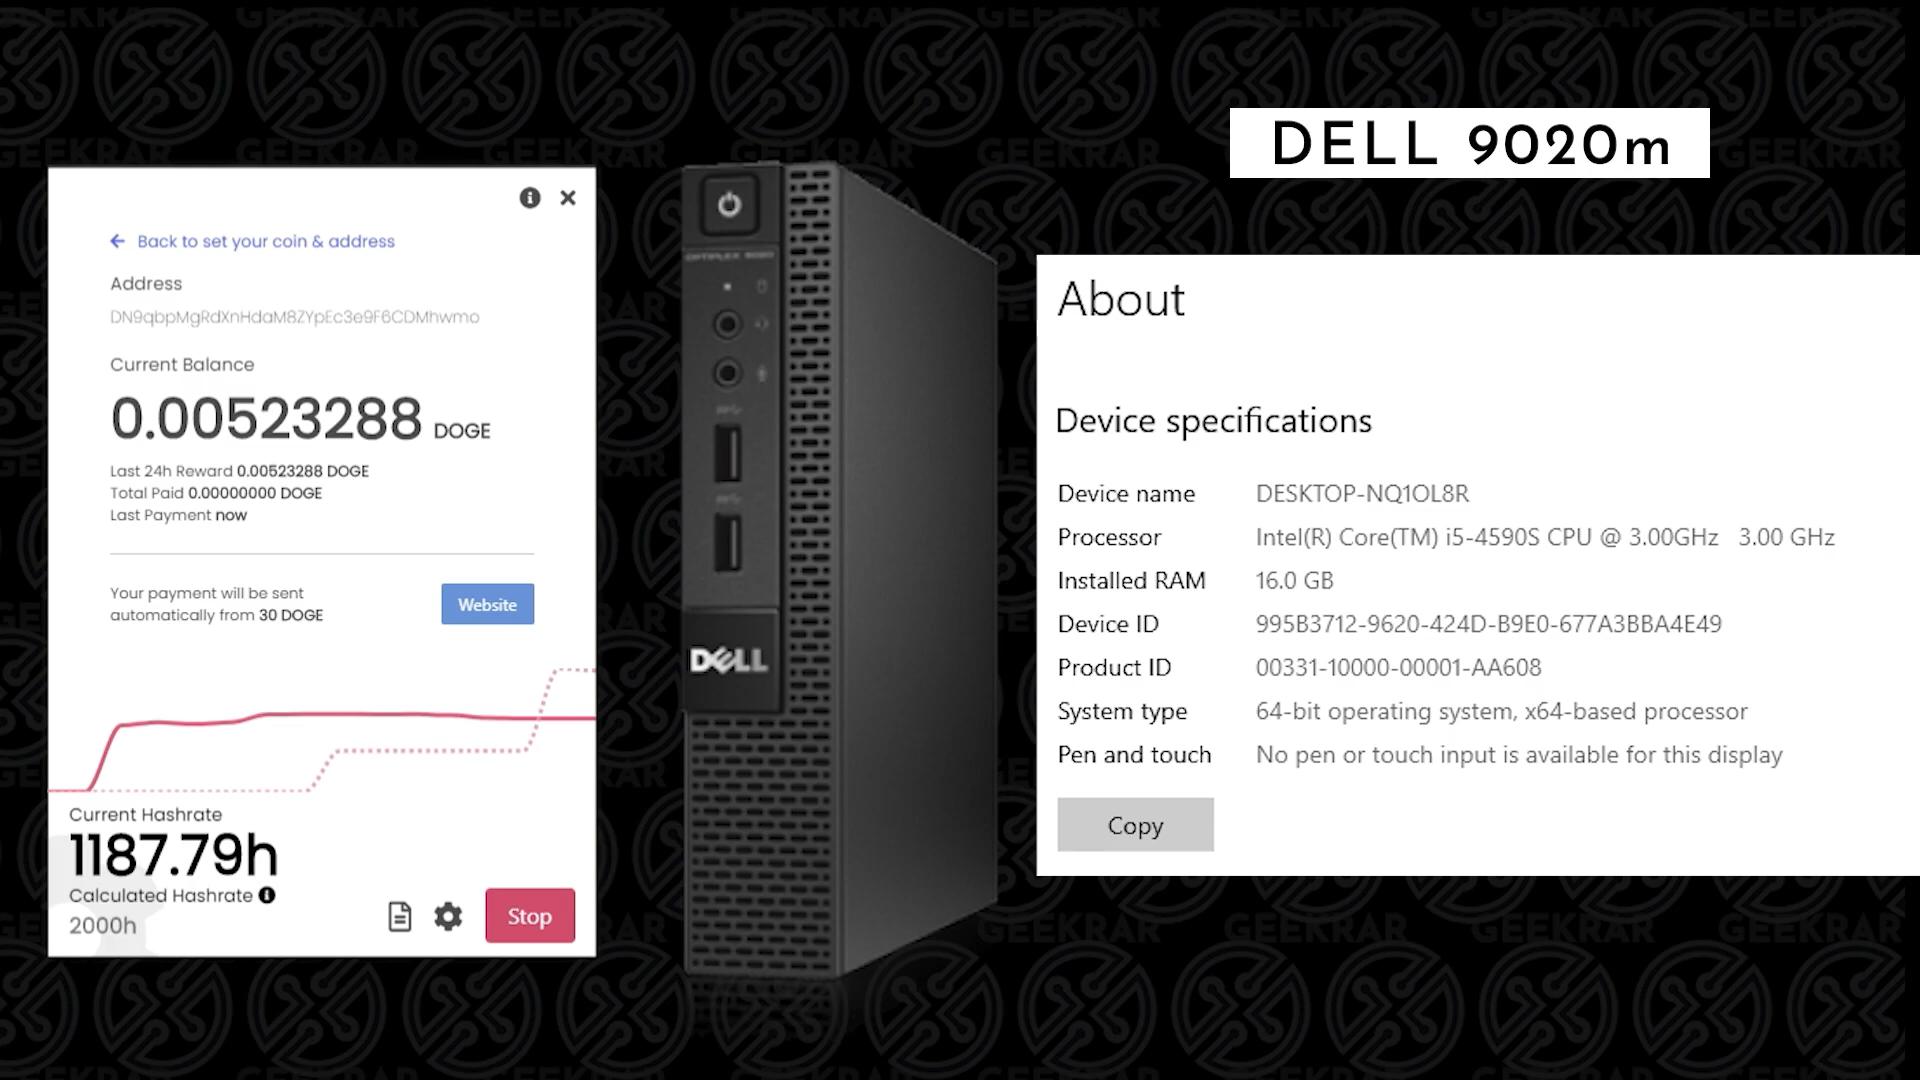 DELL 9020m
Back to set your coin & address
Address
DN9qbpMgRdXnHdaM8ZYpEc3e9F6CDMhwmo
Current Balance
0.00523288 DOGE
Last 24h Reward 0.00523288 DOGE
Total Paid 0.00000000 DOGE
Last Payment now
Your payment will be sent
automatically from 30 DOGE
Website
Current Hashrate
1187.79h
Calculated Hashrate
2000h
Stop
OPTIPLEX 9020
DELL
About
Device specifications
Device name DESKTOP-NQ1OL8R
Processor Intel(R) Core(TM) i5-4590S CPU @ 3.00GHz 3.00 GHz
Installed RAM 16.0 GB
Device ID 995B3712-9620-424D-B9E0-677A3BBA4E49
Product ID 00331-10000-00001-AA608
System type 64-bit operating system, x64-based processor
Pen and touch No pen or touch input is available for this display
Copy
GEEKRAR